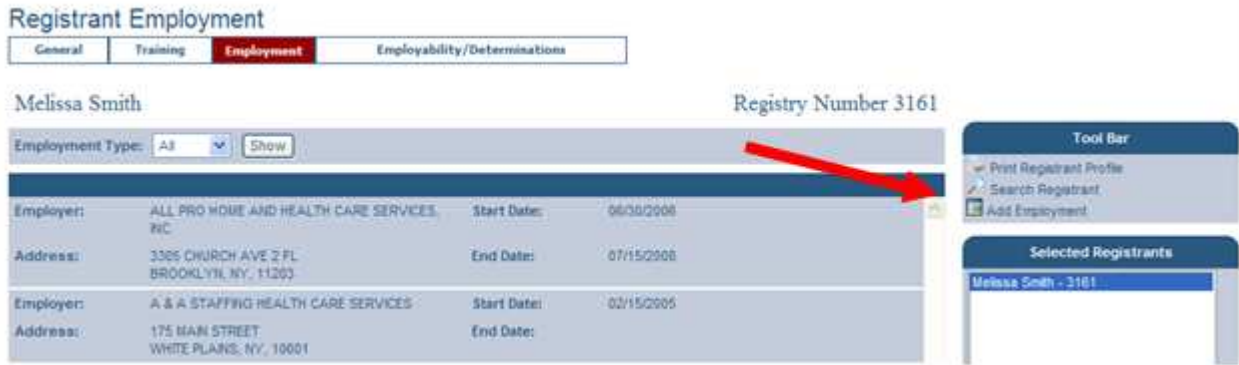 Registrant Employment
General Training Employment Employability/Determinations
Melissa Smith Registry Number 3161
Employment Type: All Show
Tool Bar
Print Registrant Profile
Search Registrant
Add Employment
Employer: ALL PRO HOME AND HEALTH CARE SERVICES, INC Start Date: 06/30/2006
Address: 3305 CHURCH AVE 2 FL End Date: 07/15/2006
BROOKLYN, NY, 11203
Selected Registrants
Melissa Smith - 3161
Employer: A & A STAFFING HEALTH CARE SERVICES Start Date: 02/15/2005
Address: 175 MAIN STREET End Date:
WHITE PLAINS, NY, 10601